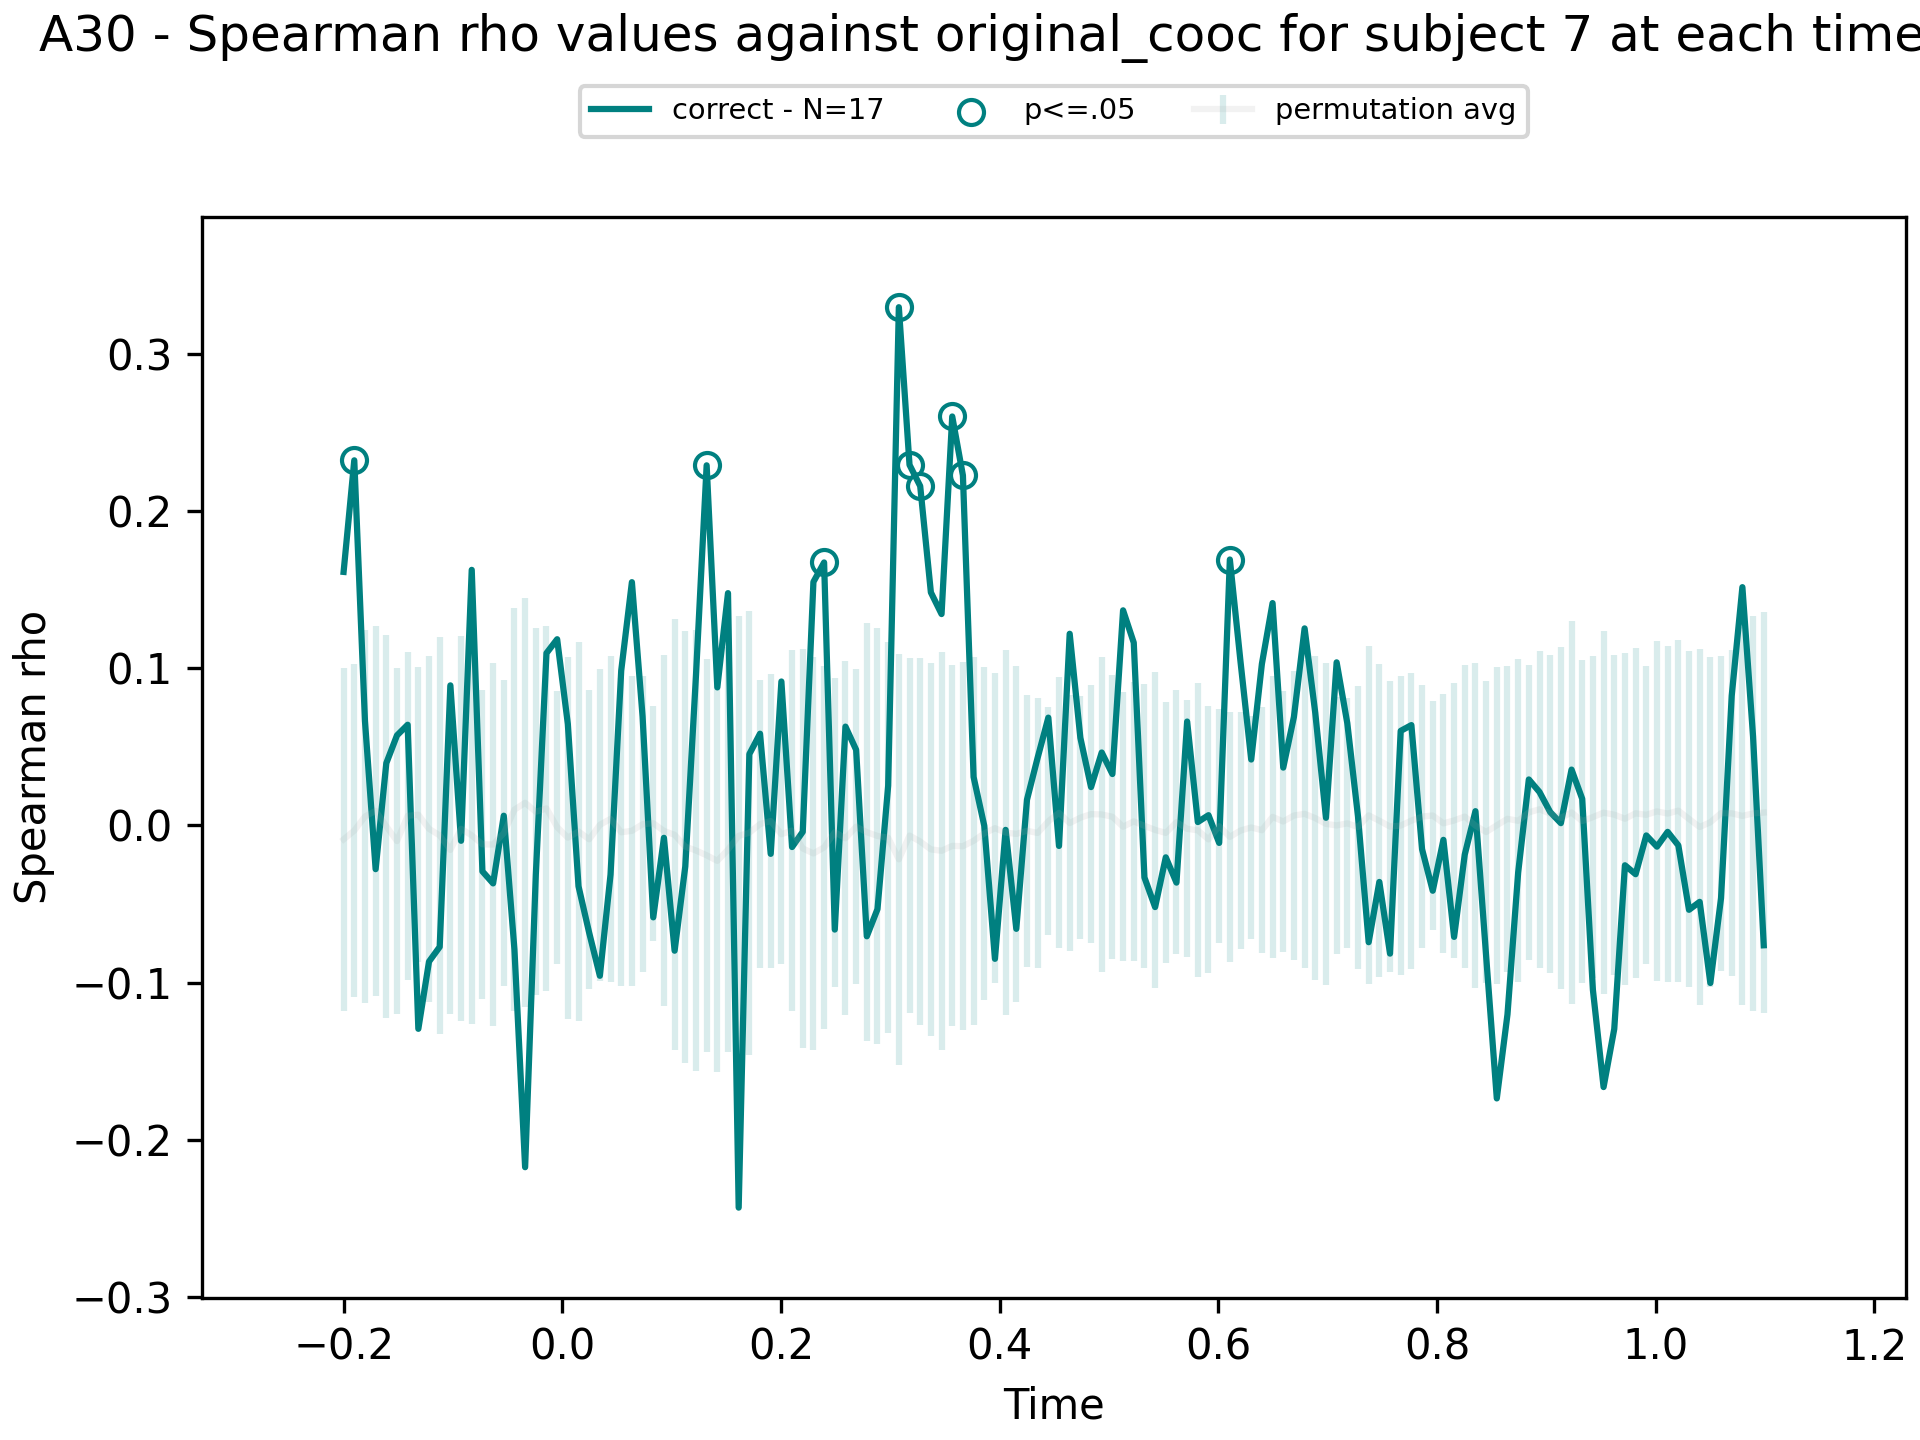 A30 - Spearman rho values against original_cooc for subject 7 at each time
correct - N=17 p<=.05 permutation avg
Spearman rho
0.3
0.2
0.1
0.0
−0.1
−0.2
−0.3
−0.2 0.0 0.2 0.4 0.6 0.8 1.0 1.2
Time